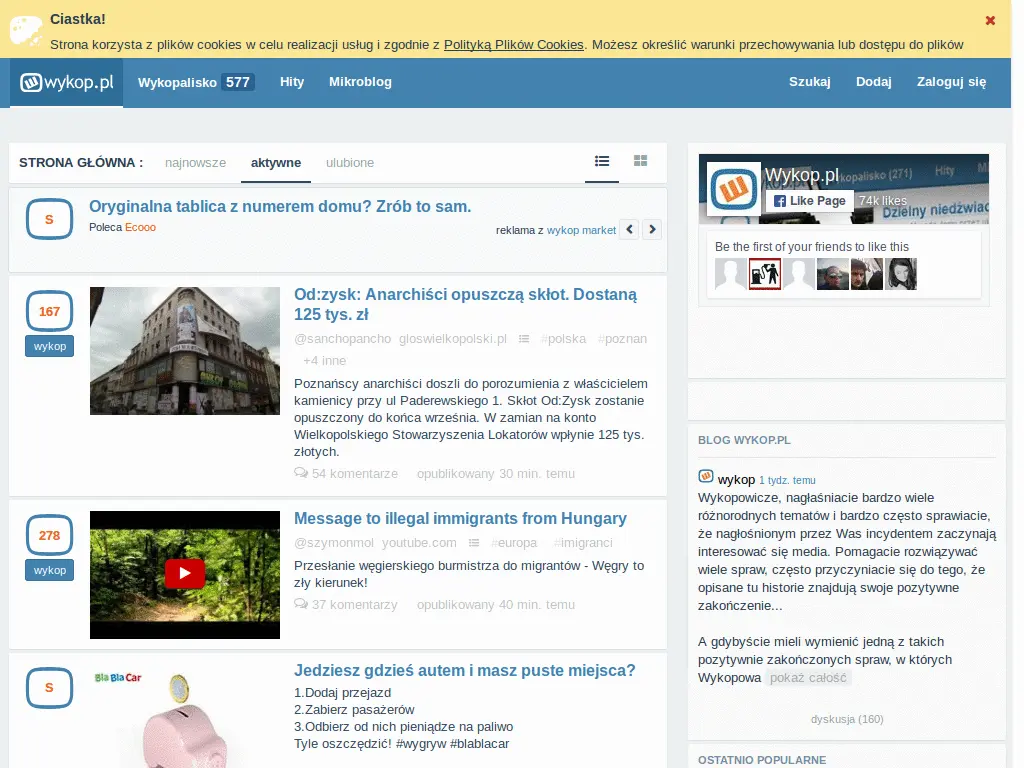 Ciastka!
Strona korzysta z plików cookies w celu realizacji usług i zgodnie z Polityką Plików Cookies. Możesz określić warunki przechowywania lub dostępu do plików
wykop.pl Wykopalisko 577 Hity Mikroblog Szukaj Dodaj Zaloguj się
STRONA GŁÓWNA : najnowsze aktywne ulubione
S
Oryginalna tablica z numerem domu? Zrób to sam.
Poleca Ecooo
reklama z wykop market
167
wykop
Od:zysk: Anarchiści opuszczą skłot. Dostaną
125 tys. zł
@sanchopancho gloswielkopolski.pl #polska #poznan
+4 inne
Poznańscy anarchiści doszli do porozumienia z właścicielem
kamienicy przy ul Paderewskiego 1. Skłot Od:Zysk zostanie
opuszczony do końca września. W zamian na konto
Wielkopolskiego Stowarzyszenia Lokatorów wpłynie 125 tys.
złotych.
54 komentarze opublikowany 30 min. temu
278
wykop
Message to illegal immigrants from Hungary
@szymonmol youtube.com #europa #imigranci
Przesłanie węgierskiego burmistrza do migrantów - Węgry to
zły kierunek!
37 komentarzy opublikowany 40 min. temu
S
BlaBlaCar
Jedziesz gdzieś autem i masz puste miejsca?
1.Dodaj przejazd
2.Zabierz pasażerów
3.Odbierz od nich pieniądze na paliwo
Tyle oszczędzić! #wygryw #blablacar
kopalisko (271) Hity
Wykop.pl
Like Page 74k likes
Dzielny niedźwiac
Be the first of your friends to like this
BLOG WYKOP.PL
wykop 1 tydz. temu
Wykopowicze, nagłaśniacie bardzo wiele
różnorodnych tematów i bardzo często sprawiacie,
że nagłośnionym przez Was incydentem zaczynają
interesować się media. Pomagacie rozwiązywać
wiele spraw, często przyczyniacie się do tego, że
opisane tu historie znajdują swoje pozytywne
zakończenie...
A gdybyście mieli wymienić jedną z takich
pozytywnie zakończonych spraw, w których
Wykopowa pokaż całość
dyskusja (160)
OSTATNIO POPULARNE